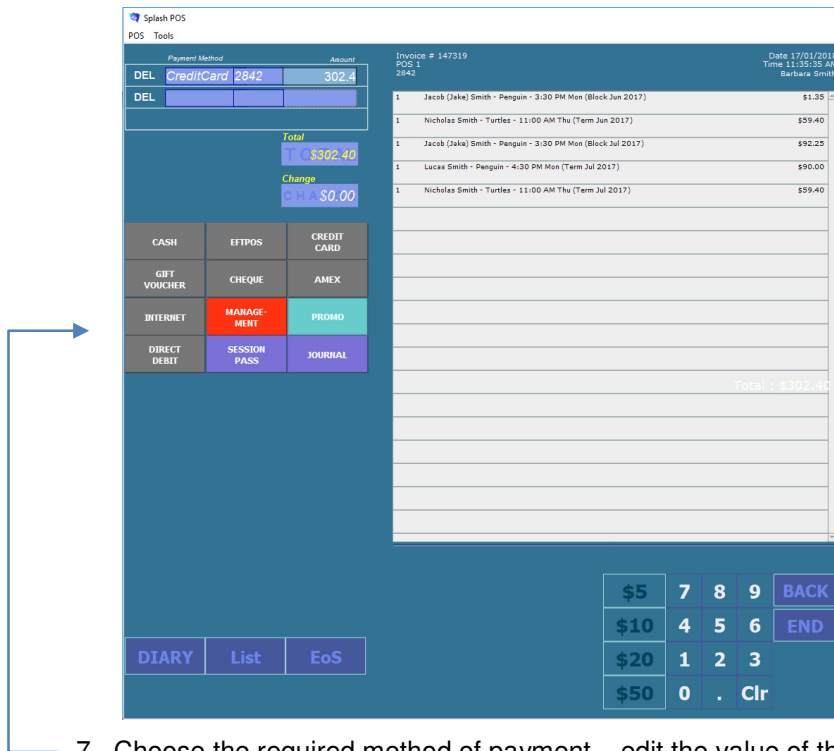 Splash POS
POS Tools
Payment Method Amount
DEL CreditCard 2842 302.4
DEL
Total
$302.40
Change
CHA $0.00
CASH EFTPOS CREDIT CARD
GIFT VOUCHER CHEQUE AMEX
INTERNET MANAGE-MENT PROMO
DIRECT DEBIT SESSION PASS JOURNAL
Invoice # 147319
POS 1
2842
Date 17/01/2018
Time 11:35:35 AM
Barbara Smith
1 Jacob (Jake) Smith - Penguin - 3:30 PM Mon (Block Jun 2017) $1.35
1 Nicholas Smith - Turtles - 11:00 AM Thu (Term Jun 2017) $59.40
1 Jacob (Jake) Smith - Penguin - 3:30 PM Mon (Block Jul 2017) $92.25
1 Lucas Smith - Penguin - 4:30 PM Mon (Term Jul 2017) $90.00
1 Nicholas Smith - Turtles - 11:00 AM Thu (Term Jul 2017) $59.40
Total : $302.40
$5 7 8 9 BACK
$10 4 5 6 END
$20 1 2 3
$50 0 . Clr
DIARY List EoS
7. Choose the required method of payment – edit the value of th